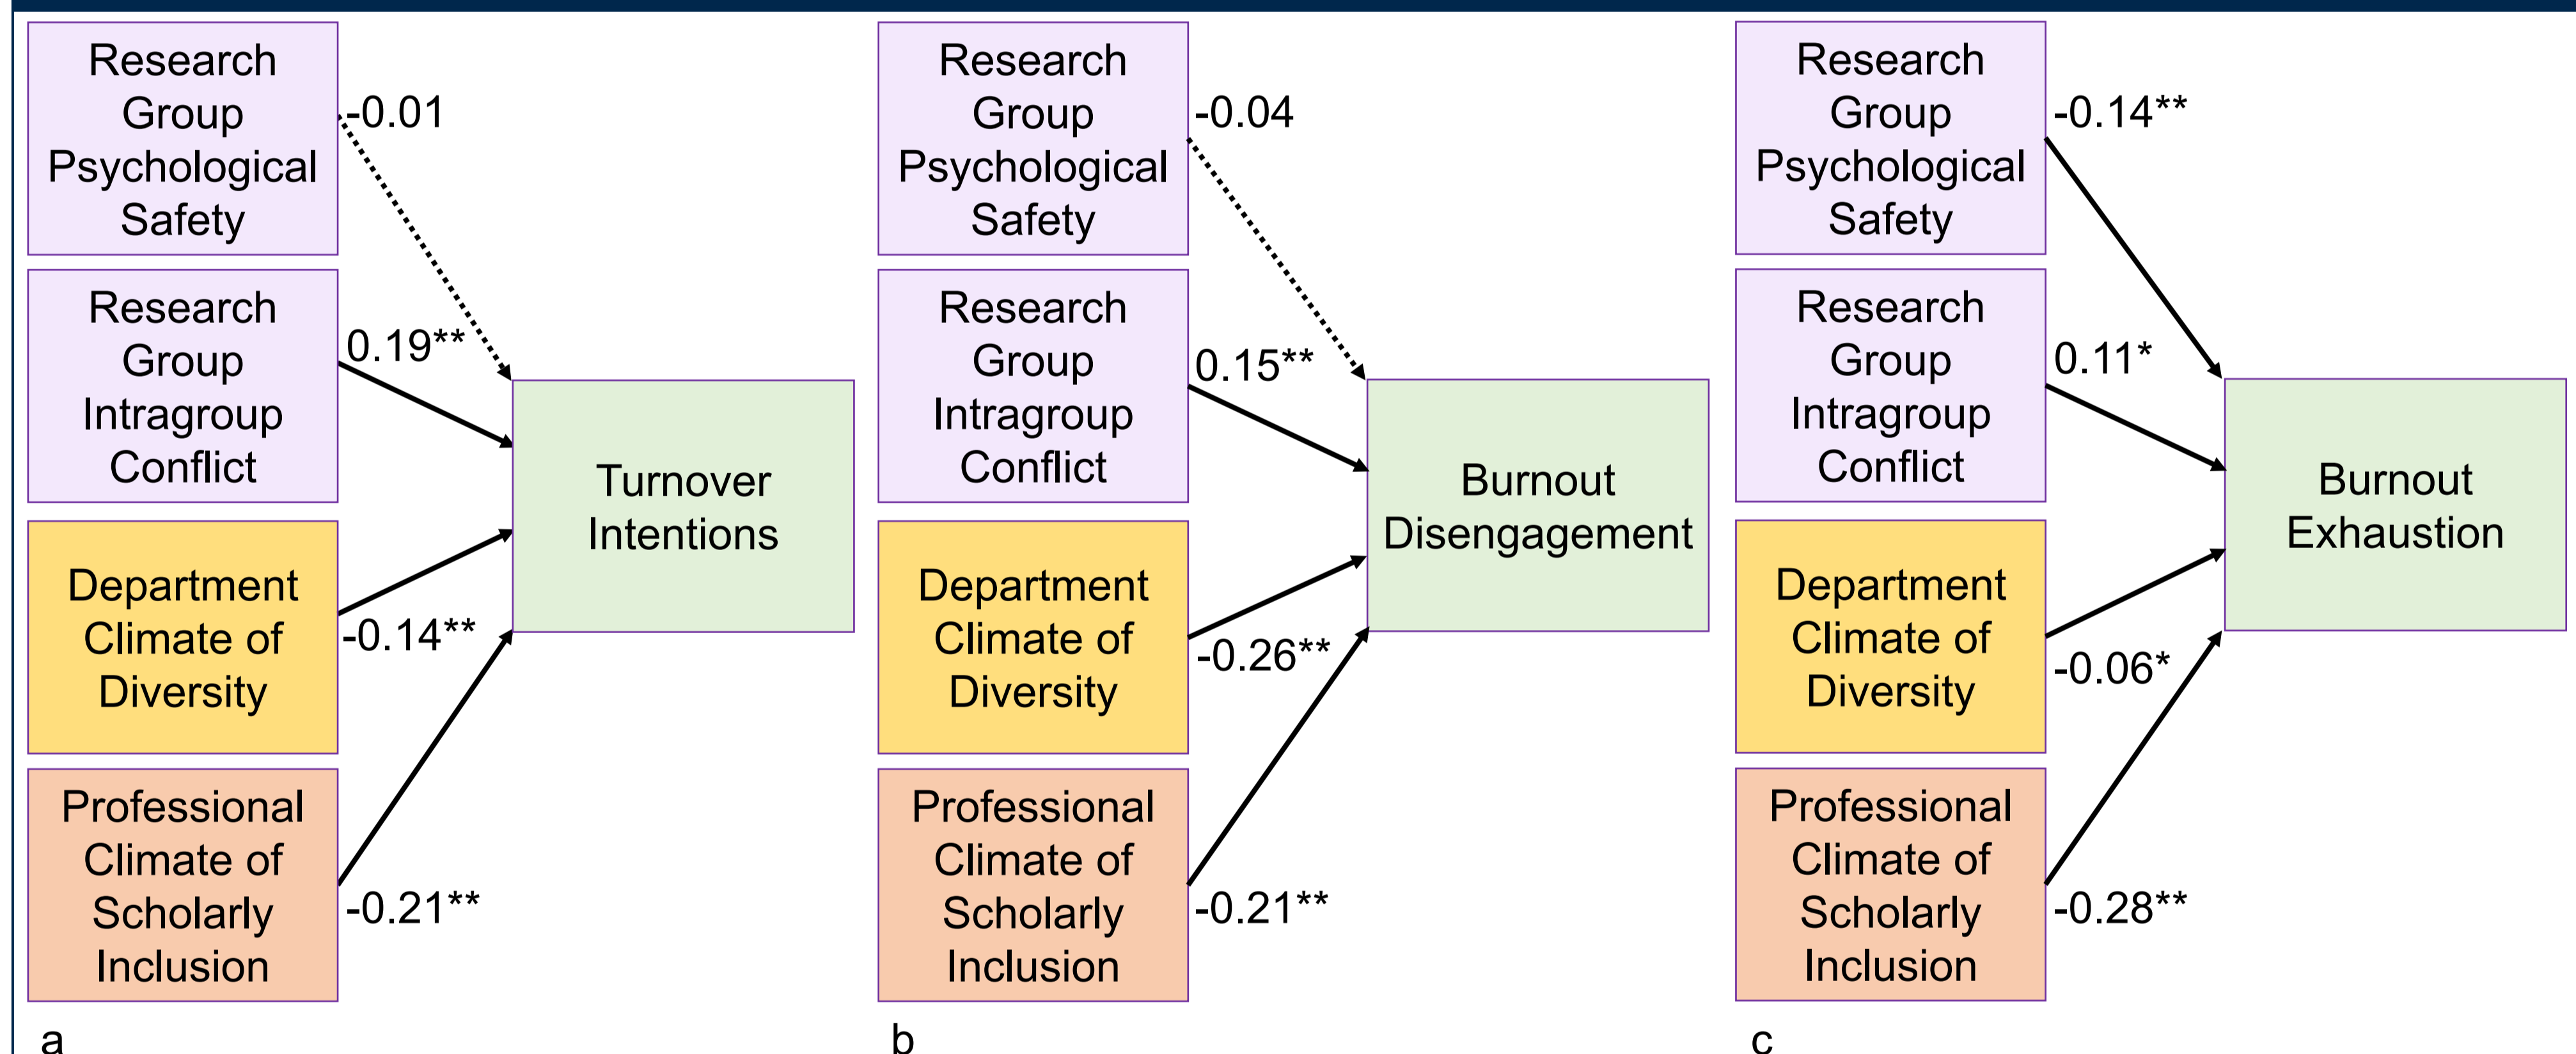 Research
Group
Psychological
Safety
-0.01
Research
Group
Intragroup
Conflict
0.19**
Department
Climate of
Diversity
-0.14**
Professional
Climate of
Scholarly
Inclusion
-0.21**
Turnover
Intentions
a
Research
Group
Psychological
Safety
-0.04
Research
Group
Intragroup
Conflict
0.15**
Department
Climate of
Diversity
-0.26**
Professional
Climate of
Scholarly
Inclusion
-0.21**
Burnout
Disengagement
b
Research
Group
Psychological
Safety
-0.14**
Research
Group
Intragroup
Conflict
0.11*
Department
Climate of
Diversity
-0.06*
Professional
Climate of
Scholarly
Inclusion
-0.28**
Burnout
Exhaustion
c